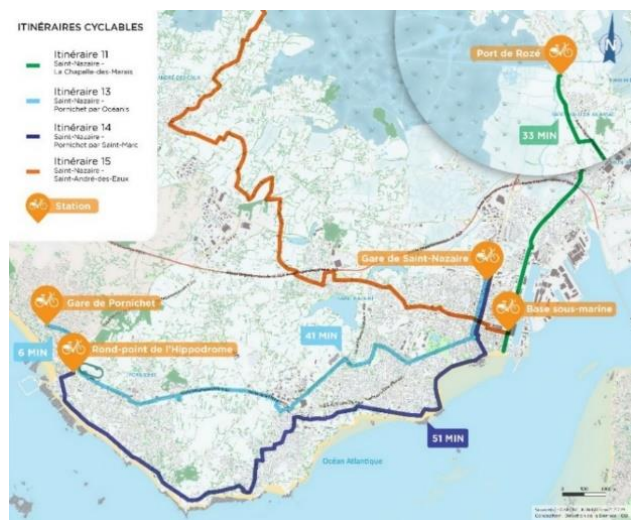 ITINÉRAIRES CYCLABLES
Itinéraire 11
Saint-Nazaire -
La Chapelle-des-Marais
Itinéraire 13
Saint-Nazaire -
Pornichet par Océanis
Itinéraire 14
Saint-Nazaire -
Pornichet par Saint-Marc
Itinéraire 15
Saint-Nazaire -
Saint-André-des-Eaux
Station
N
Port de Rozé
33 MIN
Gare de Saint-Nazaire
Gare de Pornichet
Base sous-marine
6 MIN
Rond-point de l'Hippodrome
41 MIN
51 MIN
Océan Atlantique